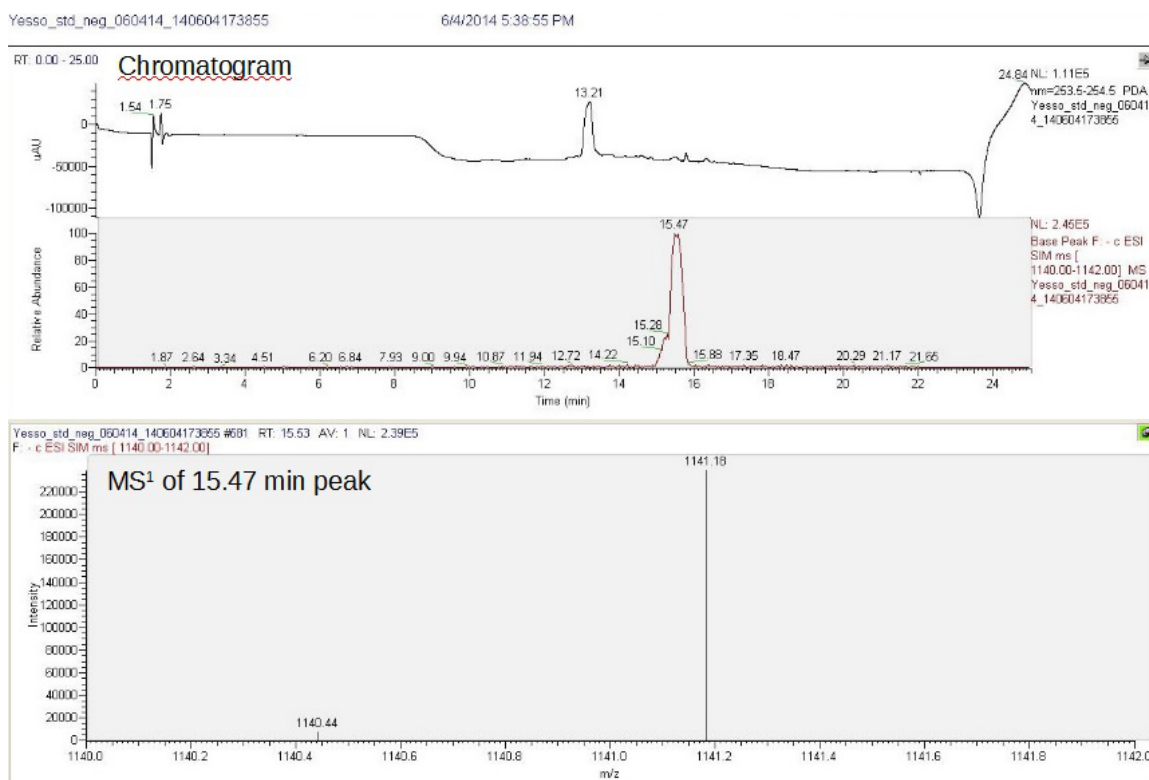 Yesso_std_neg_060414_140604173855 6/4/2014 5:38:55 PM
RT: 0.00 - 25.00
Chromatogram
24.84
NL: 1.11E5
nm=253.5-254.5 PDA
Yesso_std_neg_06041
4_140604173855
1.54 1.75 13.21
0
-50000
-100000
uAU
15.47
NL: 2.45E5
Base Peak F: - c ESI
SIM ms [
1140.00-1142.00] MS
Yesso_std_neg_06041
4_140604173855
100
80
60
40
20
0
Relative Abundance
15.28
15.10
1.87 2.64 3.34 4.51 6.20 6.84 7.93 9.00 9.94 10.87 11.94 12.72 14.22 15.88 17.35 18.47 20.29 21.17 21.65
0 2 4 6 8 10 12 14 16 18 20 22 24
Time (min)
Yesso_std_neg_060414_140604173855 #681 RT: 15.53 AV: 1 NL: 2.39E5
F: - c ESI SIM ms [ 1140.00-1142.00]
1141.18
MS¹ of 15.47 min peak
220000
200000
180000
160000
140000
120000
100000
80000
60000
40000
20000
0
Intensity
1140.44
1140.0 1140.2 1140.4 1140.6 1140.8 1141.0 1141.2 1141.4 1141.6 1141.8 1142.0
m/z